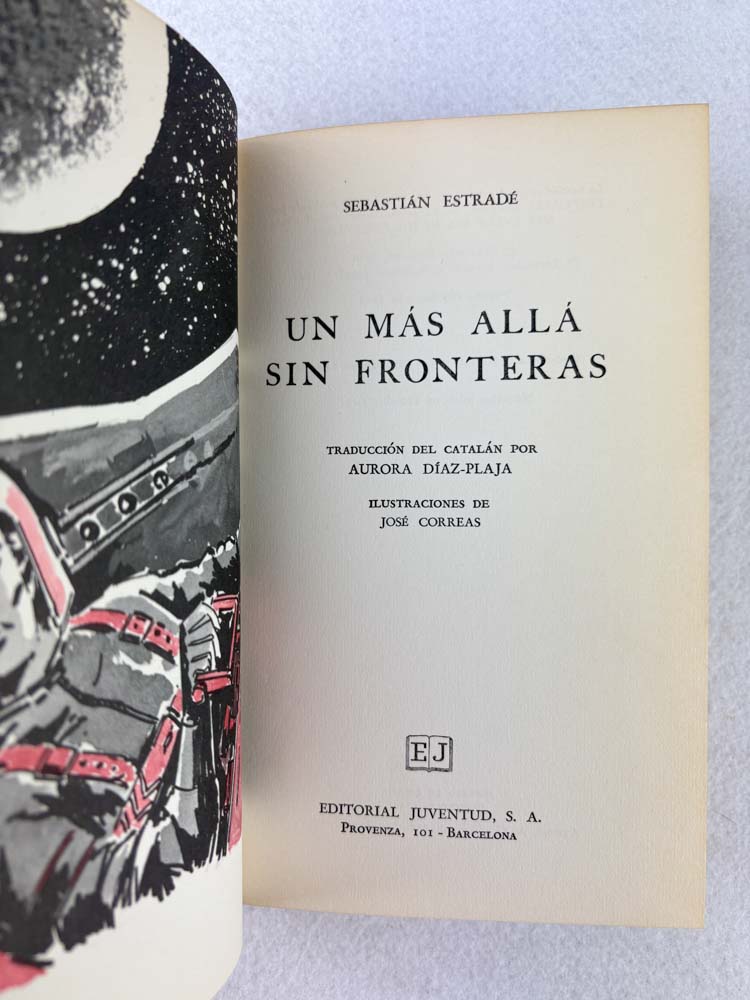 SEBASTIÁN ESTRADÉ
UN MÁS ALLÁ
SIN FRONTERAS
TRADUCCIÓN DEL CATALÁN POR
AURORA DÍAZ-PLAJA
ILUSTRACIONES DE
JOSÉ CORREAS
EJ
EDITORIAL JUVENTUD, S. A.
PROVENZA, 101 - BARCELONA